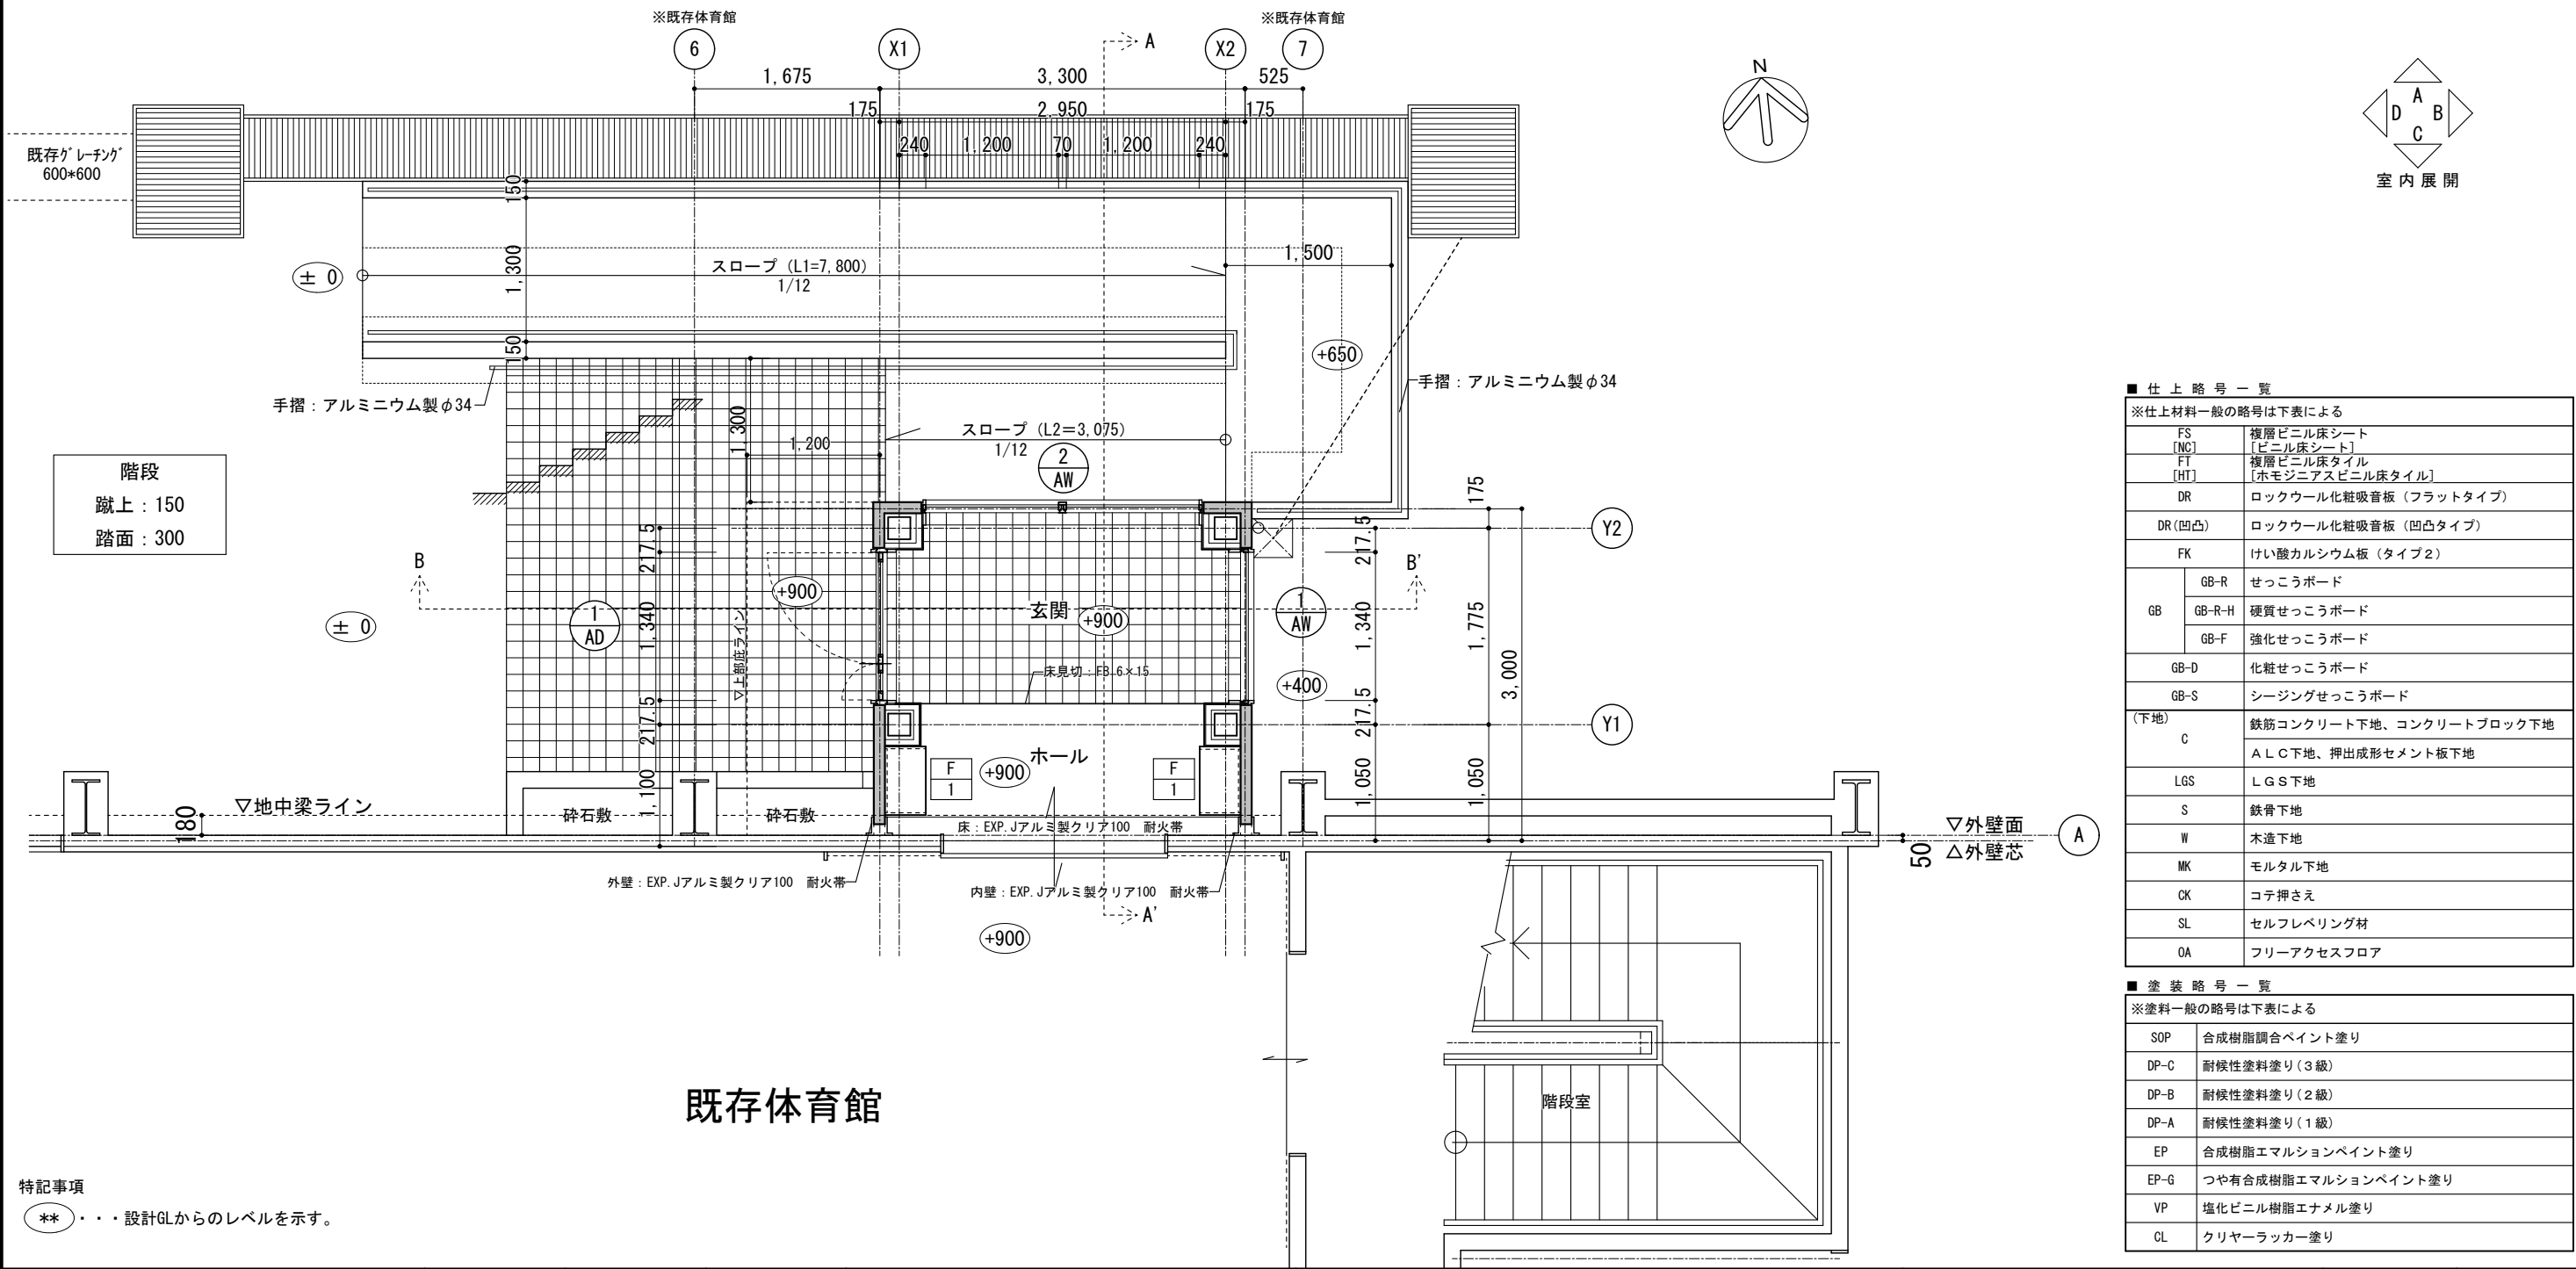 ※既存体育館
※既存体育館
6
X1
A
X2
7
1,675
3,300
525
175
2,950
175
240
1,200
70
1,200
240
既存グレーチング
600*600
N
A
D
B
C
室内展開
150
1,300
150
± 0
スロープ (L1=7,800)
1/12
1,500
+650
手摺：アルミニウム製φ34
手摺：アルミニウム製φ34
1,300
1,200
スロープ (L2=3,075)
1/12
2
AW
階段
蹴上：150
踏面：300
B
B'
± 0
1
AD
+900
▽上部庇ライン
玄関
+900
床見切：FB.6×15
1
AW
+400
217.5
1,340
217.5
1,100
217.5
1,340
217.5
1,050
175
1,775
1,050
3,000
Y2
Y1
ホール
+900
F
1
F
1
180
▽地中梁ライン
砕石敷
砕石敷
床：EXP.Jアルミ製クリア100　耐火帯
外壁：EXP.Jアルミ製クリア100　耐火帯
内壁：EXP.Jアルミ製クリア100　耐火帯
A'
+900
▽外壁面
△外壁芯
50
A
既存体育館
階段室
特記事項
** ・・・設計GLからのレベルを示す。
■ 仕上略号一覧
※仕上材料一般の略号は下表による
FS 複層ビニル床シート
[NC] [ビニル床シート]
FT 複層ビニル床タイル
[HT] [ホモジニアスビニル床タイル]
DR ロックウール化粧吸音板（フラットタイプ）
DR(凹凸) ロックウール化粧吸音板（凹凸タイプ）
FK けい酸カルシウム板（タイプ２）
GB
GB-R せっこうボード
GB-R-H 硬質せっこうボード
GB-F 強化せっこうボード
GB-D 化粧せっこうボード
GB-S シージングせっこうボード
(下地)
C
鉄筋コンクリート下地、コンクリートブロック下地
ＡＬＣ下地、押出成形セメント板下地
LGS ＬＧＳ下地
S 鉄骨下地
W 木造下地
MK モルタル下地
CK コテ押さえ
SL セルフレベリング材
OA フリーアクセスフロア
■ 塗装略号一覧
※塗料一般の略号は下表による
SOP 合成樹脂調合ペイント塗り
DP-C 耐候性塗料塗り(３級)
DP-B 耐候性塗料塗り(２級)
DP-A 耐候性塗料塗り(１級)
EP 合成樹脂エマルションペイント塗り
EP-G つや有合成樹脂エマルションペイント塗り
VP 塩化ビニル樹脂エナメル塗り
CL クリヤーラッカー塗り